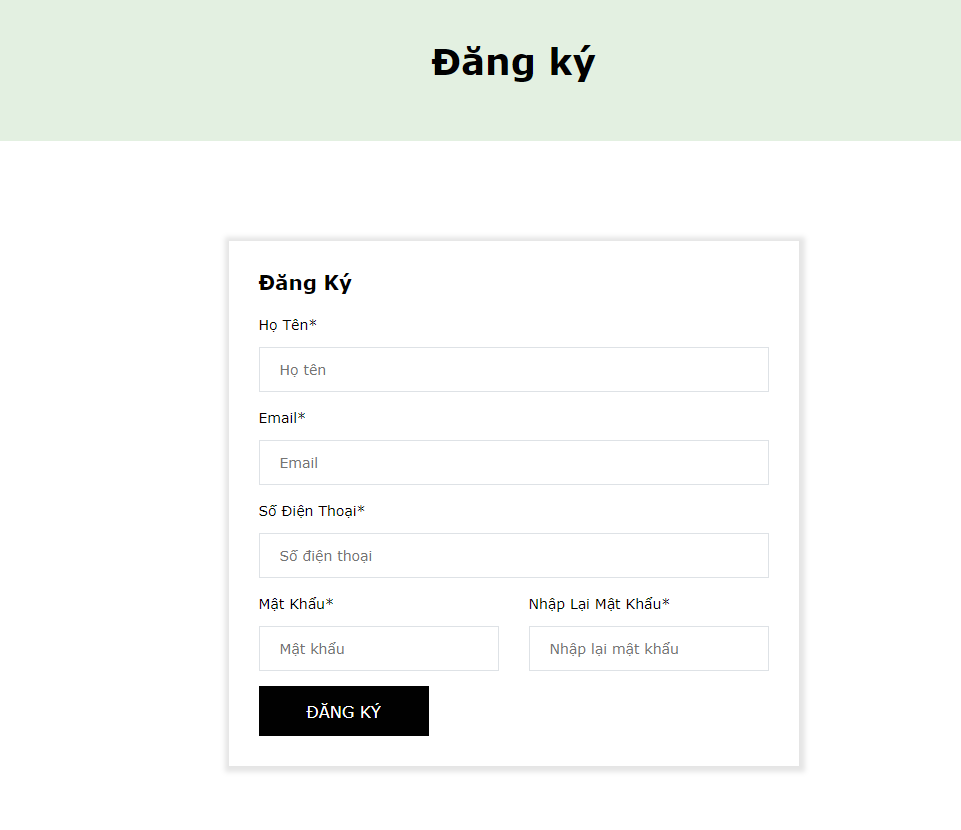 Đăng ký
Đăng Ký
Họ Tên*
Họ tên
Email*
Email
Số Điện Thoại*
Số điện thoại
Mật Khẩu* Nhập Lại Mật Khẩu*
Mật khẩu Nhập lại mật khẩu
ĐĂNG KÝ